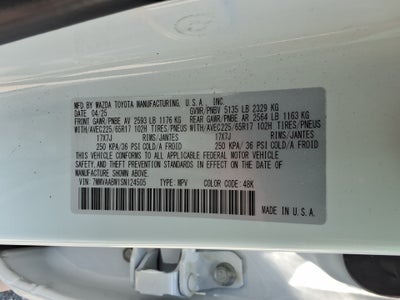 MFD. BY MAZDA TOYOTA MANUFACTURING, U.S.A., INC.
DATE 04/25 GVWR/PNBV 5135 LB 2329 KG
FRONT GAWR/PNBE AV 2593 LB 1176 KG REAR GAWR/PNBE AR 2564 LB 1163 KG
WITH/AVEC225/65R17 102H TIRES/PNEUS WITH/AVEC225/65R17 102H TIRES/PNEUS
17X7J RIMS/JANTES 17X7J RIMS/JANTES
250 KPA/36 PSI COLD/A FROID 250 KPA/ 36 PSI COLD/A FROID
THIS VEHICLE CONFORMS TO ALL APPLICABLE FEDERAL MOTOR VEHICLE
SAFETY AND BUMPER STANDARDS IN EFFECT ON THE DATE OF
MANUFACTURE SHOWN ABOVE.
VIN: 7MMVAABW1SN124505 TYPE: MPV COLOR CODE: 48K
MADE IN U.S.A.